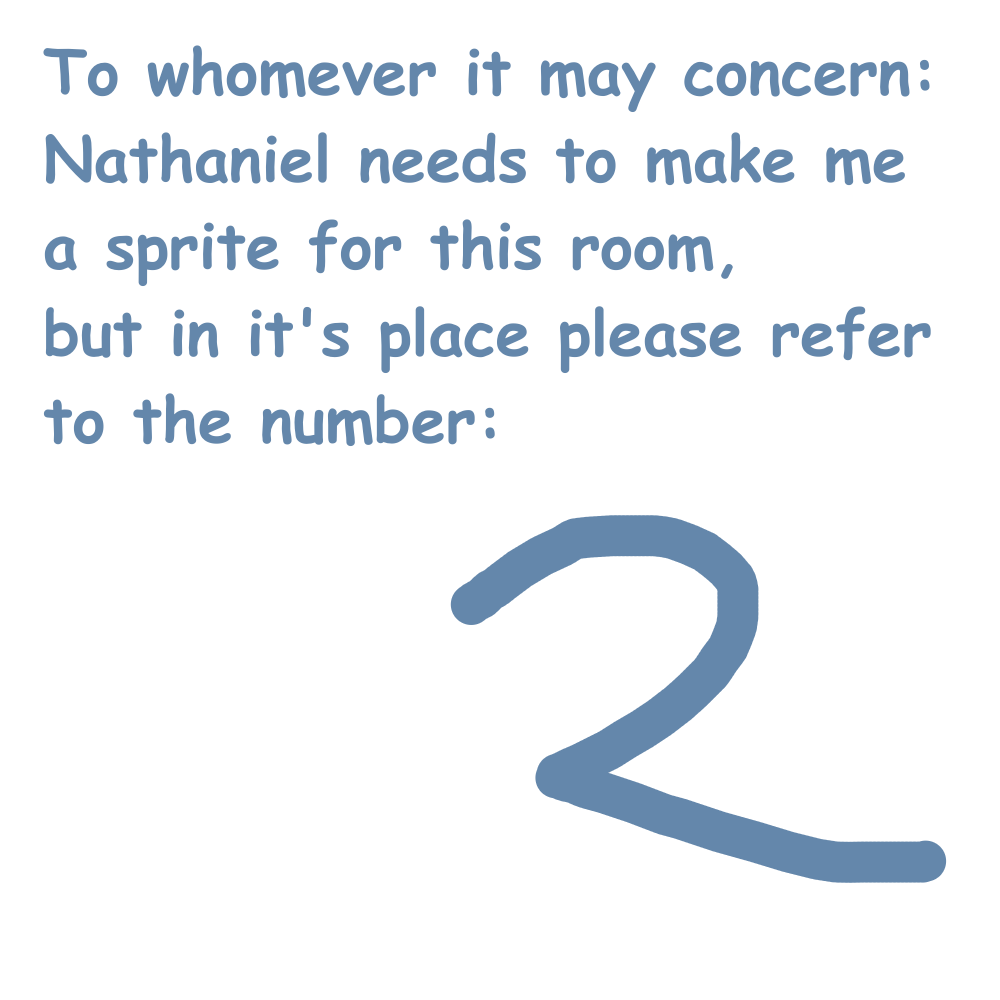 To whomever it may concern:
Nathaniel needs to make me
a sprite for this room,
but in it's place please refer
to the number:
2